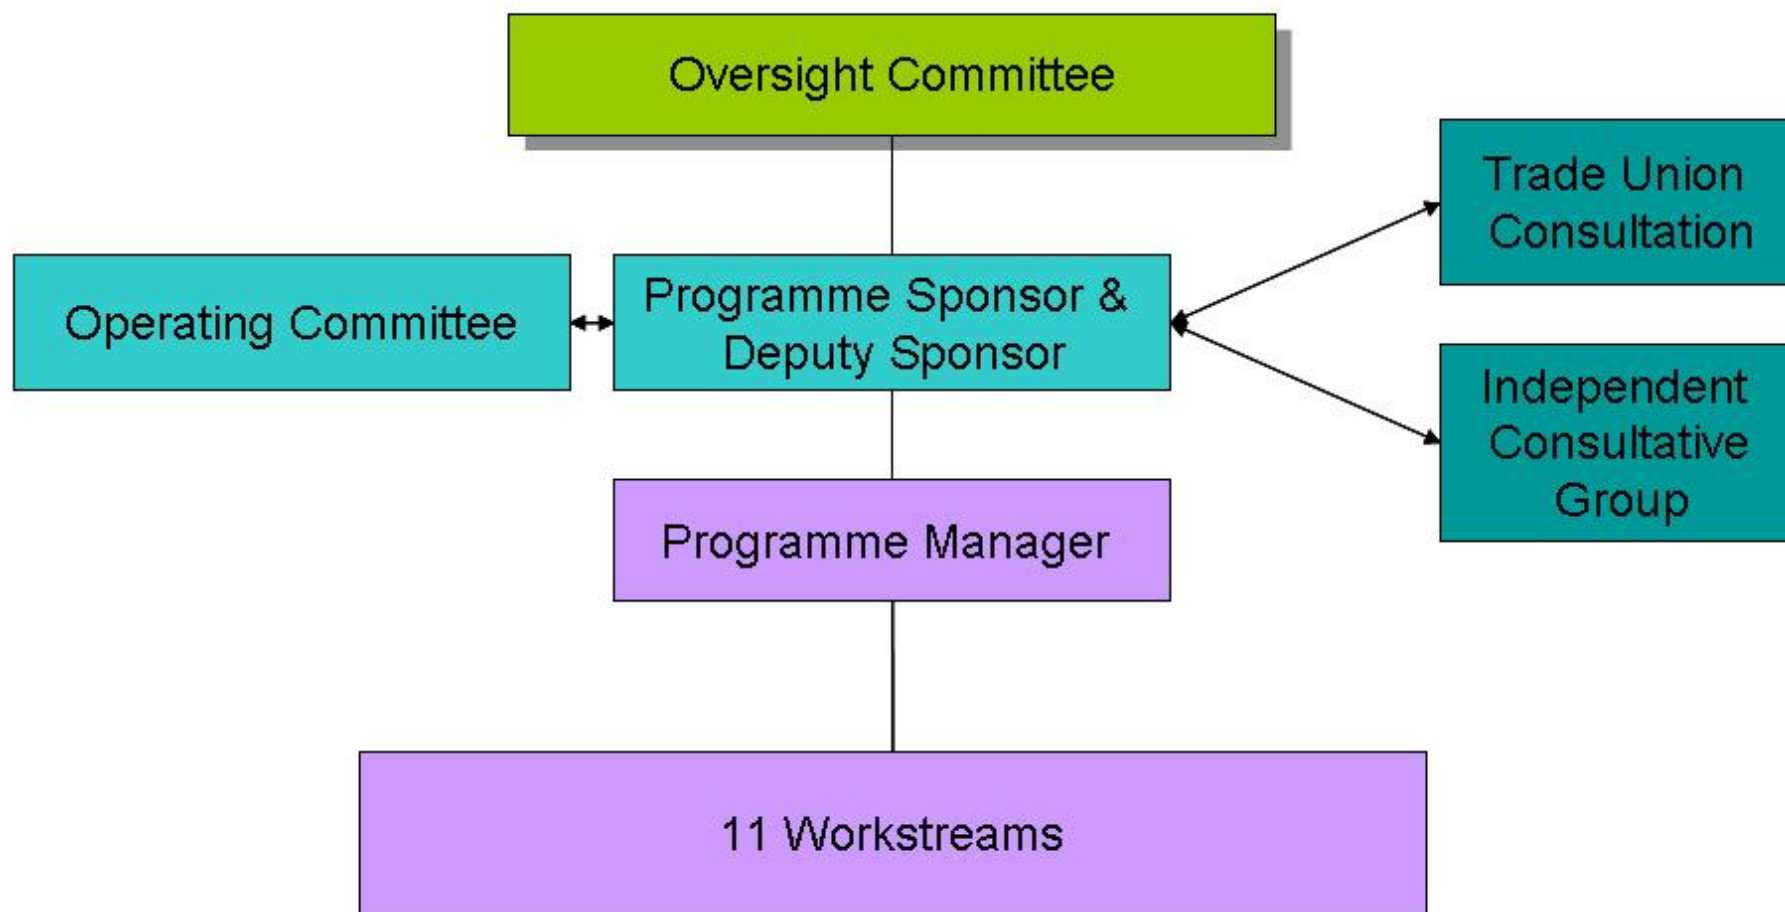 Oversight Committee
Trade Union
Consultation
Operating Committee
Programme Sponsor &
Deputy Sponsor
Independent
Consultative
Group
Programme Manager
11 Workstreams